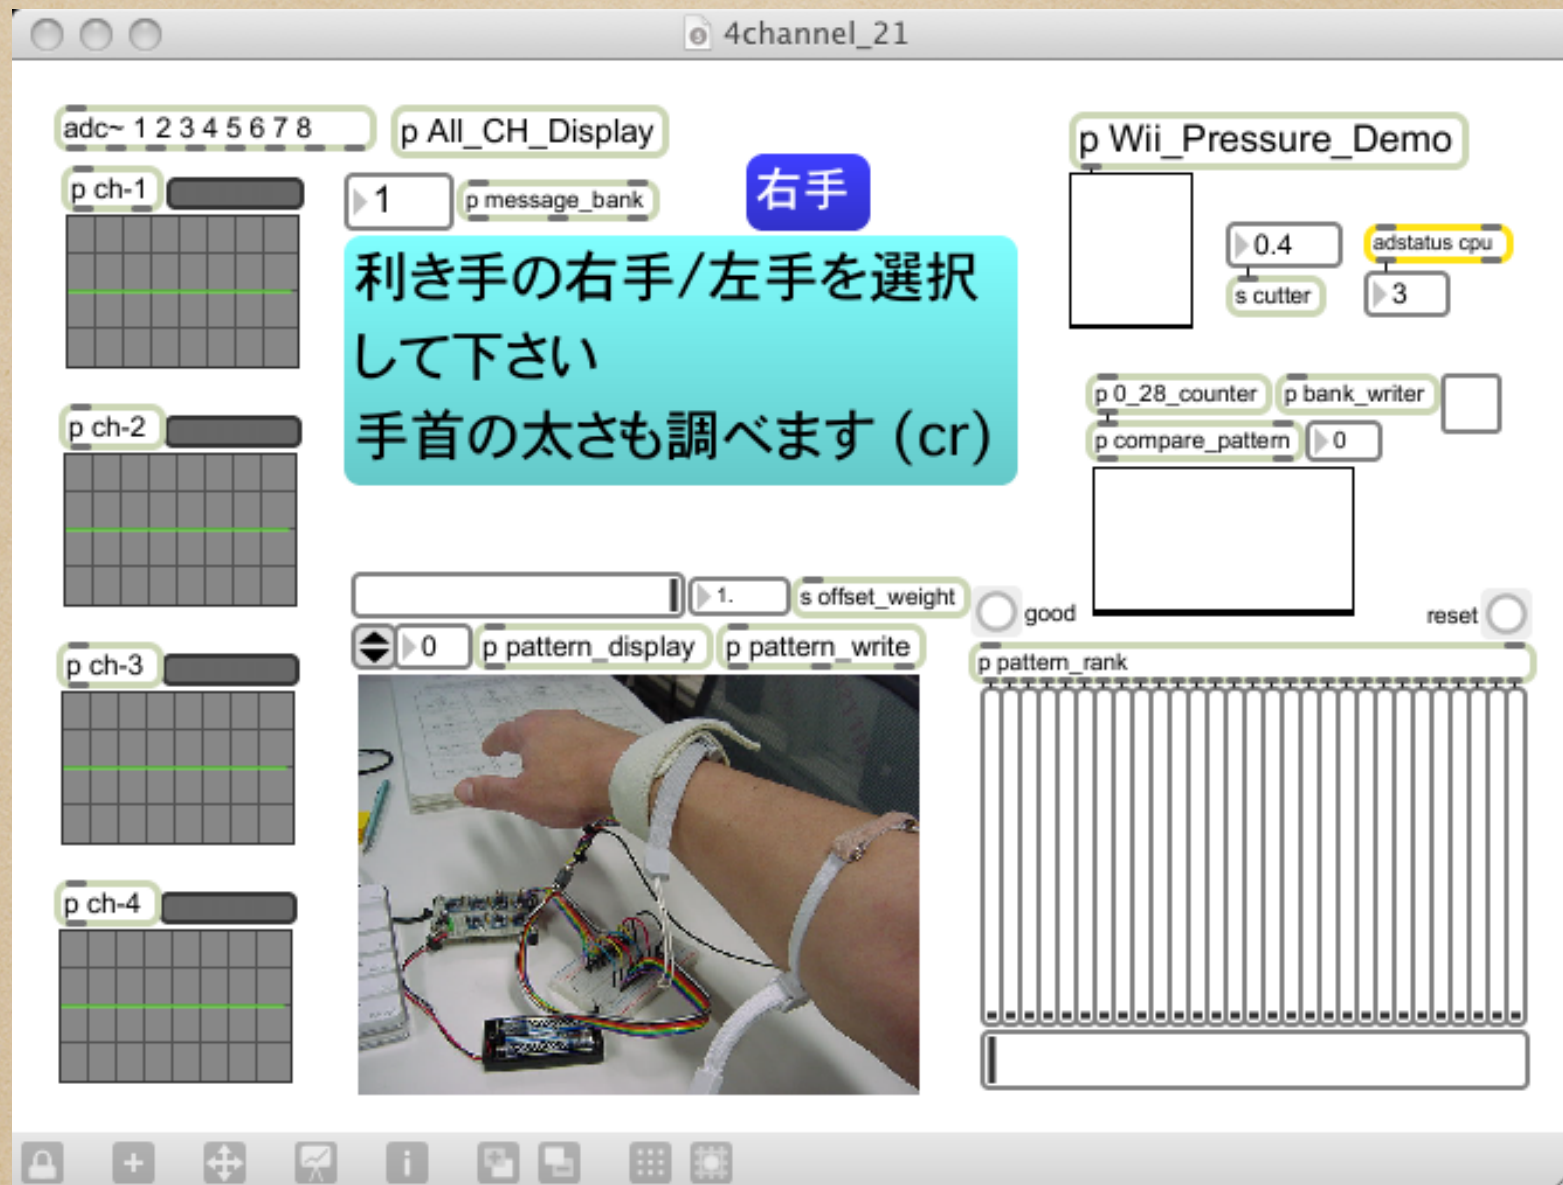 4channel_21
adc~ 1 2 3 4 5 6 7 8
p All_CH_Display
p Wii_Pressure_Demo
p ch-1
1
p message_bank
右手
利き手の右手/左手を選択
して下さい
手首の太さも調べます (cr)
0.4
adstatus cpu
s cutter
3
p ch-2
p 0_28_counter
p bank_writer
p compare_pattern
0
1.
s offset_weight
good
reset
0
p pattern_display
p pattern_write
p ch-3
p pattern_rank
p ch-4